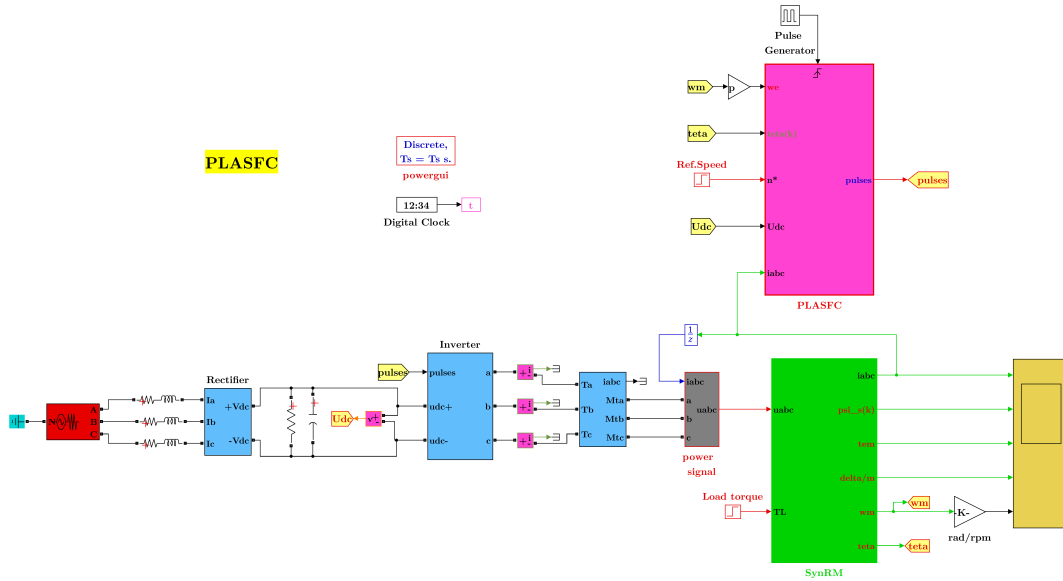 Pulse
Generator
wm
p
we
teta
teta(k)
PLASFC
Discrete,
Ts = Ts s.
powergui
Ref.Speed
n*
pulses
pulses
12:34
t
Digital Clock
Udc
Udc
iabc
PLASFC
1
z
Inverter
Rectifier
pulses
pulses
a
Ta
iabc
iabc
iabc
Ia
+Vdc
udc+
b
Tb
Mta
a
uabc
uabc
psi_s(k)
A
N
B
Ib
Udc
v
Mtb
b
C
Ic
-Vdc
udc-
c
Tc
Mtc
c
tem
power
signal
delta/m
Load torque
TL
wm
wm
-K-
rad/rpm
teta
teta
SynRM